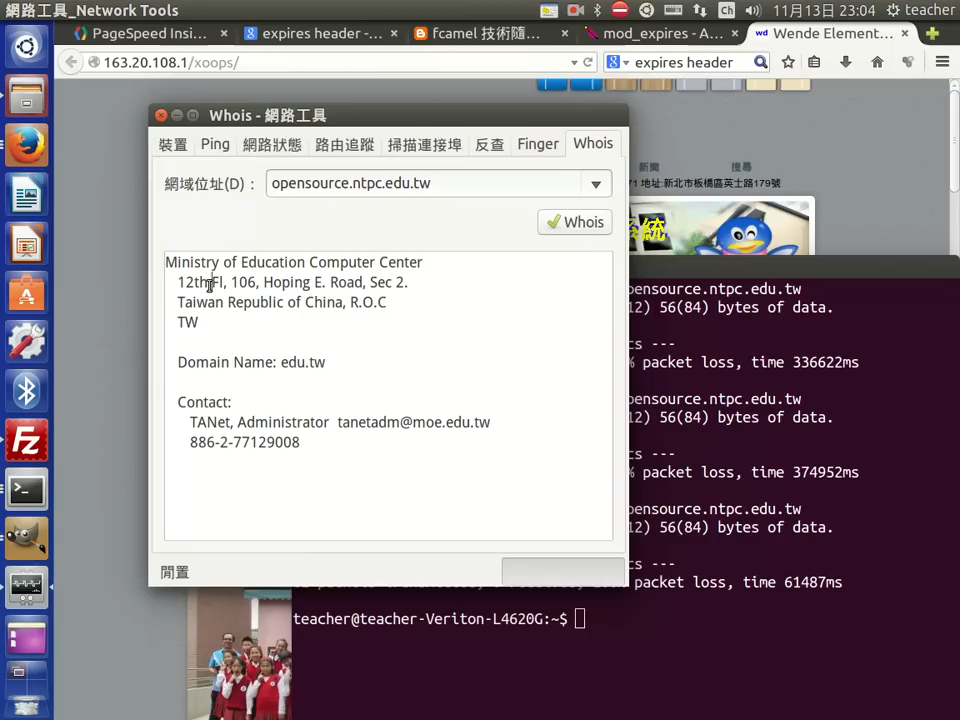 網路工具_Network Tools
Ch
11月13日 23:04
teacher
PageSpeed Insi...
expires header -...
fcamel 技術隨...
mod_expires - A...
wd Wende Element...
163.20.108.1/xoops/
expires header
Whois - 網路工具
裝置 Ping 網路狀態 路由追蹤 掃描連接埠 反查 Finger Whois
網域位址(D)：
opensource.ntpc.edu.tw
Whois
新聞 搜尋
71 地址:新北市板橋區英士路179號
系統
Ministry of Education Computer Center
12th Fl, 106, Hoping E. Road, Sec 2.
Taiwan Republic of China, R.O.C
TW
Domain Name: edu.tw
Contact:
TANet, Administrator tanetadm@moe.edu.tw
886-2-77129008
閒置
pensource.ntpc.edu.tw
12) 56(84) bytes of data.
cs ---
% packet loss, time 336622ms
pensource.ntpc.edu.tw
12) 56(84) bytes of data.
cs ---
% packet loss, time 374952ms
pensource.ntpc.edu.tw
12) 56(84) bytes of data.
cs ---
packet loss, time 61487ms
teacher@teacher-Veriton-L4620G:~$